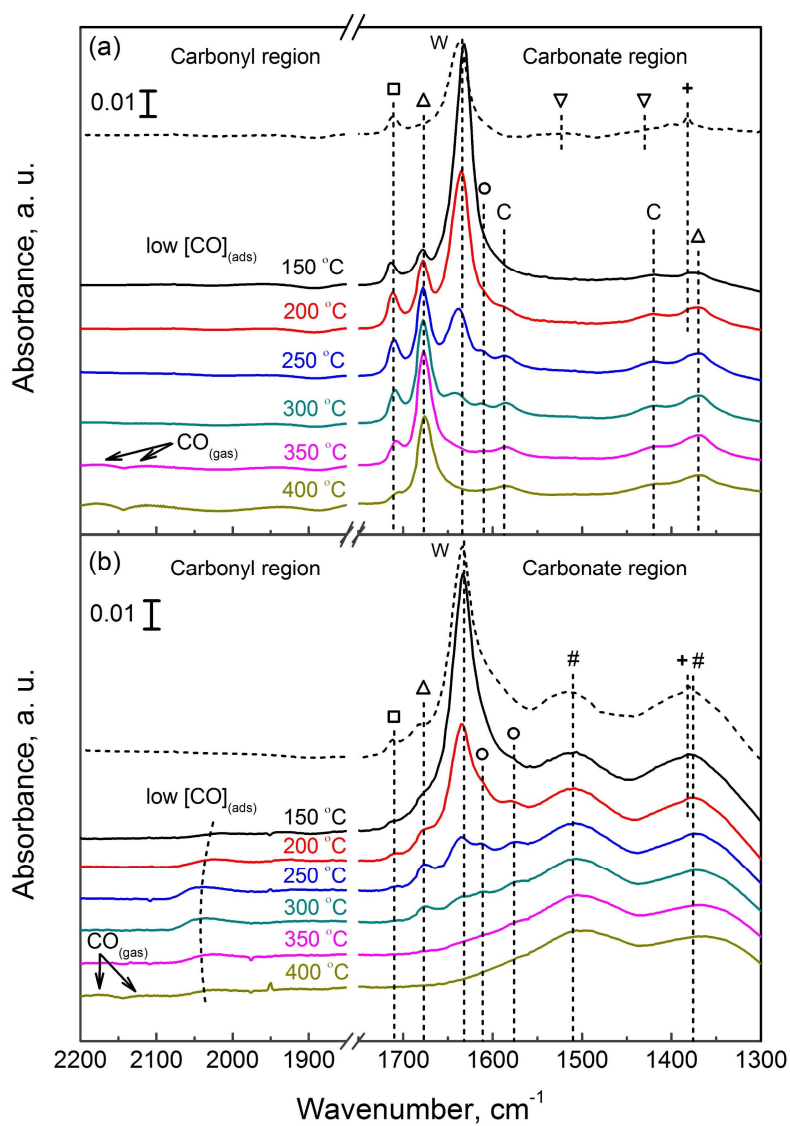 (a)
Carbonyl region
W
Carbonate region
0.01
□ △ ▽ ▽ +
○
C C
△
low [CO](ads)
150 °C
200 °C
250 °C
300 °C
CO(gas)
350 °C
400 °C
Absorbance, a. u.
(b)
Carbonyl region
W
Carbonate region
0.01
□ △ ○ ○ # + #
low [CO](ads)
150 °C
200 °C
250 °C
300 °C
CO(gas)
350 °C
400 °C
Absorbance, a. u.
2200 2100 2000 1900 1700 1600 1500 1400 1300
Wavenumber, cm-1